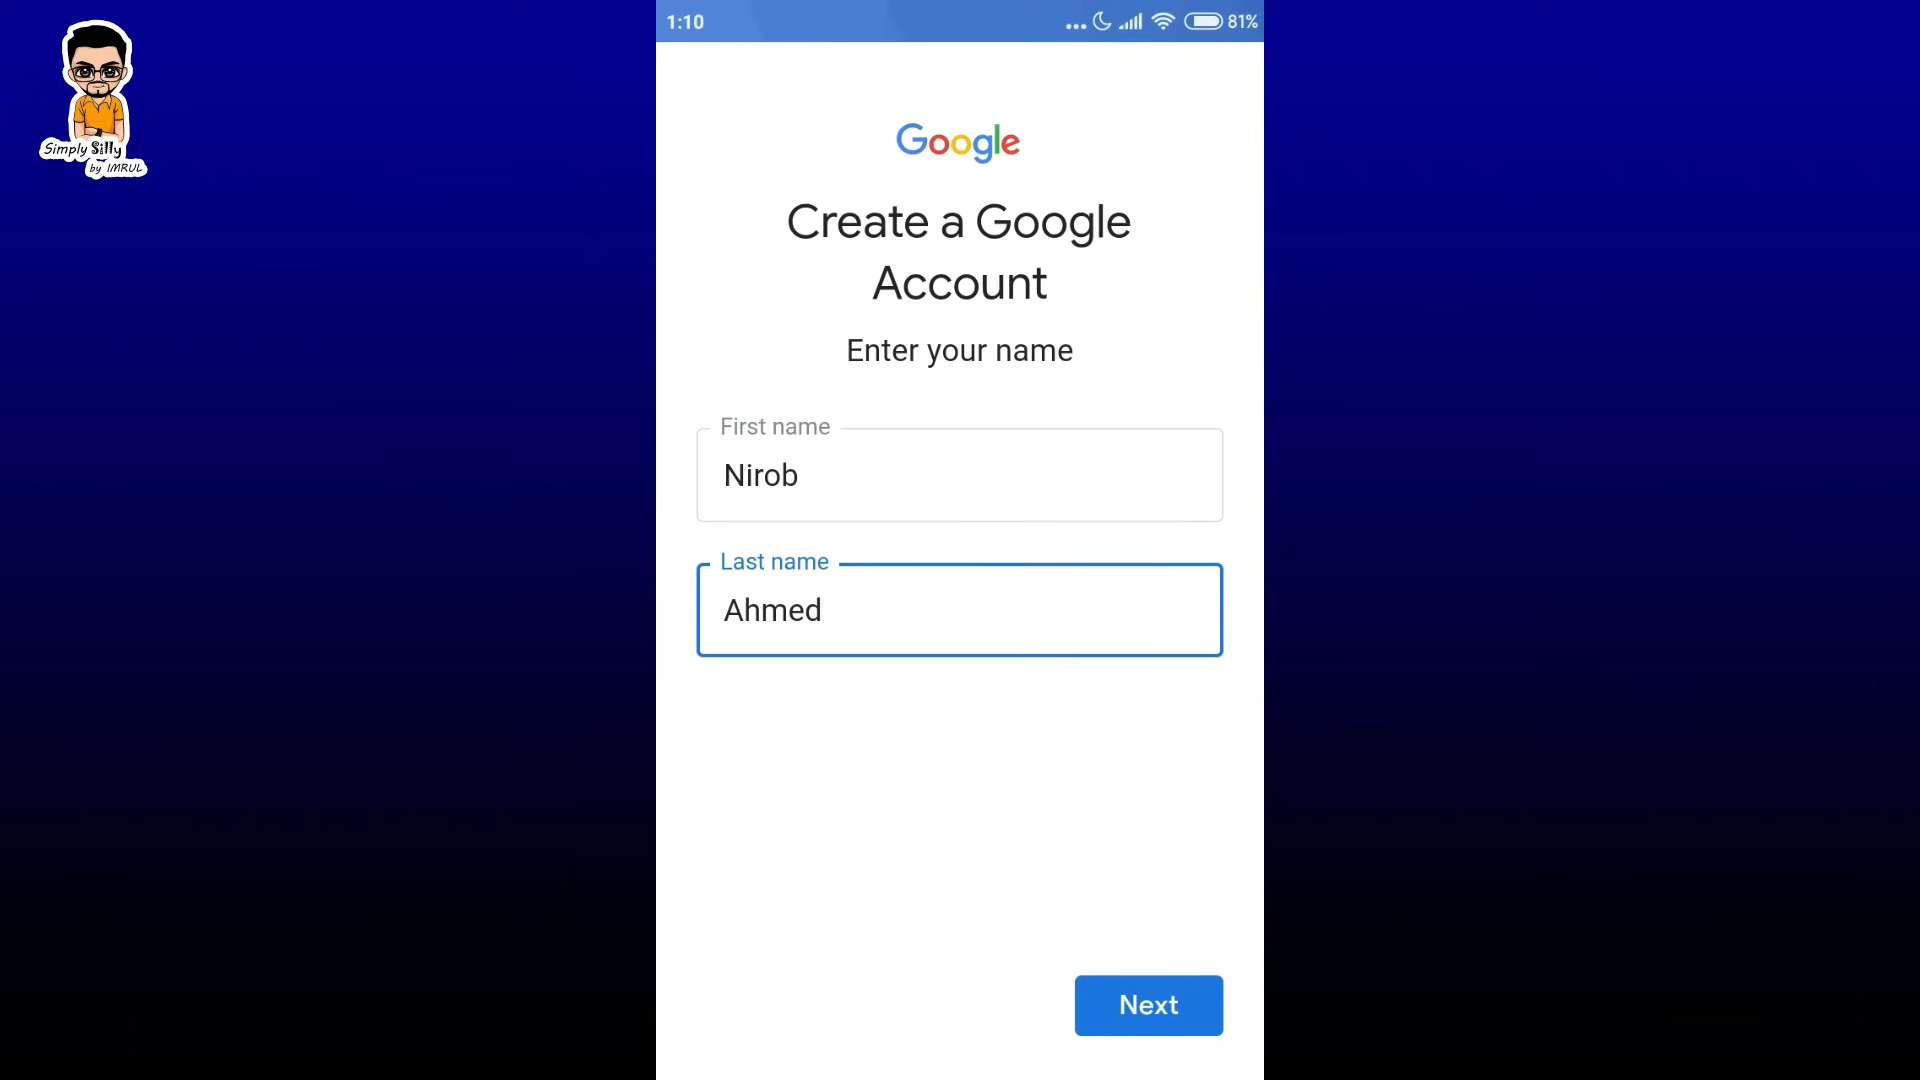 1:10
81%
Simply Silly
by IMRUL
Google
Create a Google
Account
Enter your name
First name
Nirob
Last name
Ahmed
Next